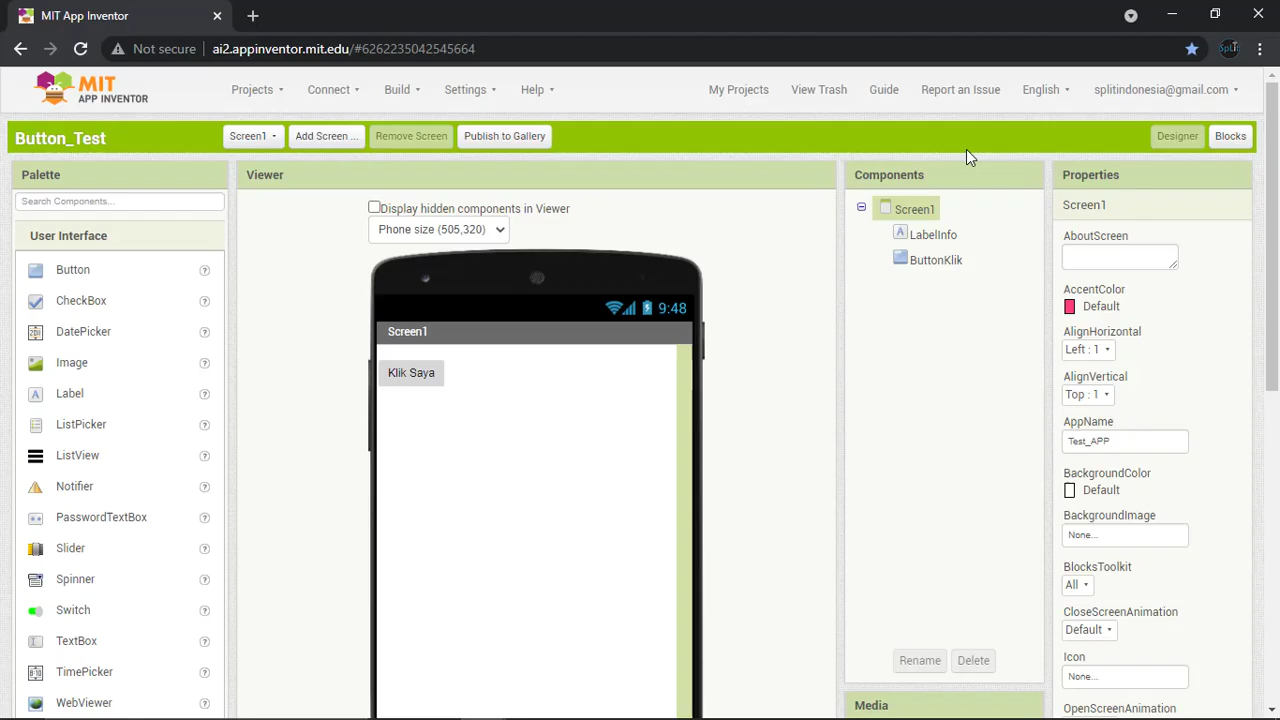 MIT App Inventor
Not secure
ai2.appinventor.mit.edu/#6262235042545664
MIT
APP INVENTOR
Projects
Connect
Build
Settings
Help
My Projects
View Trash
Guide
Report an Issue
English
splitindonesia@gmail.com
Button_Test
Screen1
Add Screen ...
Remove Screen
Publish to Gallery
Designer
Blocks
Palette
Search Components...
User Interface
Button
?
CheckBox
?
DatePicker
?
Image
?
Label
?
ListPicker
?
ListView
?
Notifier
?
PasswordTextBox
?
Slider
?
Spinner
?
Switch
?
TextBox
?
TimePicker
?
WebViewer
?
Viewer
Display hidden components in Viewer
Phone size (505,320)
9:48
Screen1
Klik Saya
Components
Screen1
A
LabelInfo
ButtonKlik
Rename
Delete
Media
Properties
Screen1
AboutScreen
AccentColor
Default
AlignHorizontal
Left : 1
AlignVertical
Top : 1
AppName
Test_APP
BackgroundColor
Default
BackgroundImage
None...
BlocksToolkit
All
CloseScreenAnimation
Default
Icon
None...
OpenScreenAnimation